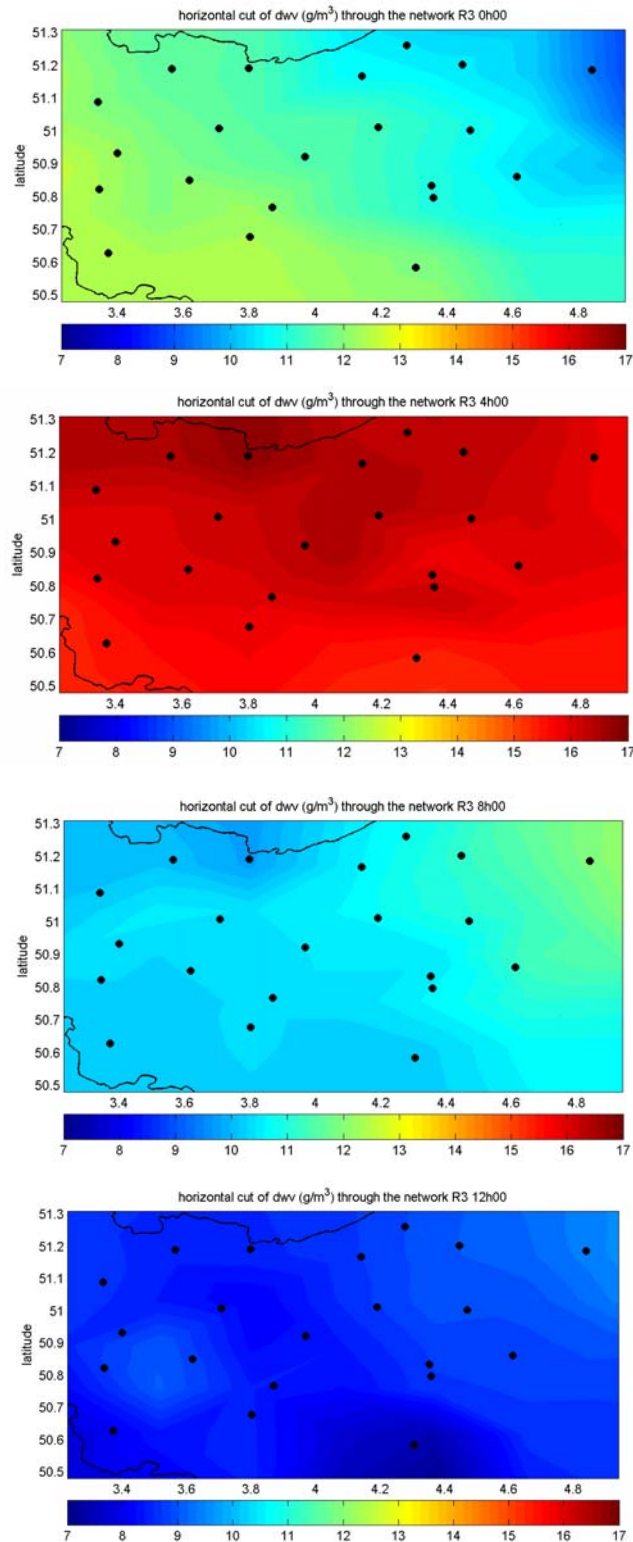 horizontal cut of dwv (g/m³) through the network R3 0h00
51.3
51.2
51.1
51
50.9
50.8
50.7
50.6
50.5
latitude
3.4 3.6 3.8 4 4.2 4.4 4.6 4.8
7 8 9 10 11 12 13 14 15 16 17
horizontal cut of dwv (g/m³) through the network R3 4h00
51.3
51.2
51.1
51
50.9
50.8
50.7
50.6
50.5
latitude
3.4 3.6 3.8 4 4.2 4.4 4.6 4.8
7 8 9 10 11 12 13 14 15 16 17
horizontal cut of dwv (g/m³) through the network R3 8h00
51.3
51.2
51.1
51
50.9
50.8
50.7
50.6
50.5
latitude
3.4 3.6 3.8 4 4.2 4.4 4.6 4.8
7 8 9 10 11 12 13 14 15 16 17
horizontal cut of dwv (g/m³) through the network R3 12h00
51.3
51.2
51.1
51
50.9
50.8
50.7
50.6
50.5
latitude
3.4 3.6 3.8 4 4.2 4.4 4.6 4.8
7 8 9 10 11 12 13 14 15 16 17